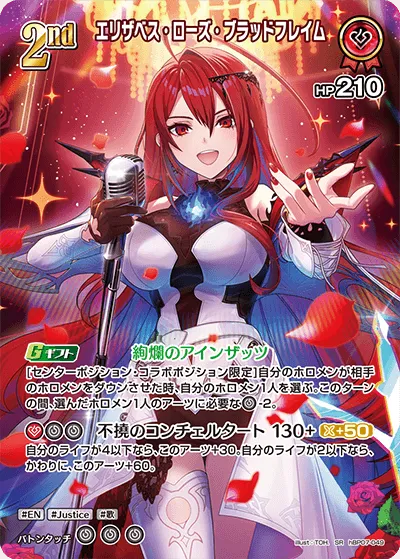 2nd
エリザベス・ローズ・ブラッドフレイム
HP210
Gギフト 絢爛のアインザッツ
[センターポジション・コラボポジション限定]自分のホロメンが相手
のホロメンをダウンさせた時、自分のホロメン1人を選ぶ。このターン
の間、選んだホロメン1人のアーツに必要な-2。
不撓のコンチェルタート 130+ +50
自分のライフが4以下なら、このアーツ+30。自分のライフが2以下なら、
かわりに、このアーツ+60。
#EN #Justice #歌
バトンタッチ
illust : TOH. SR hBP07-049